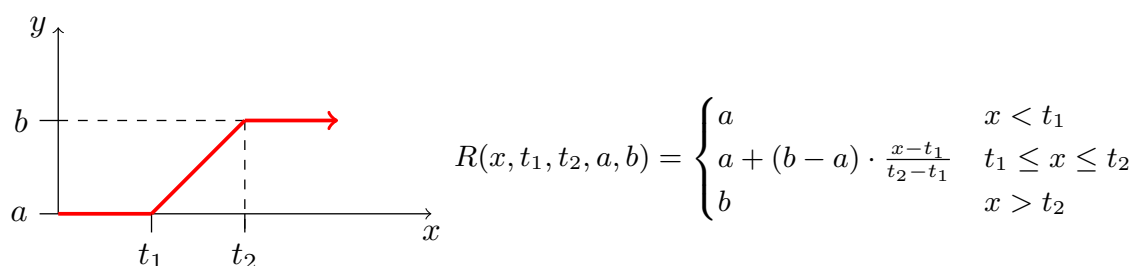 y
b
a
t₁
t₂
x
R(x, t₁, t₂, a, b) = { a x < t₁
a + (b − a) · (x−t₁)/(t₂−t₁) t₁ ≤ x ≤ t₂
b x > t₂